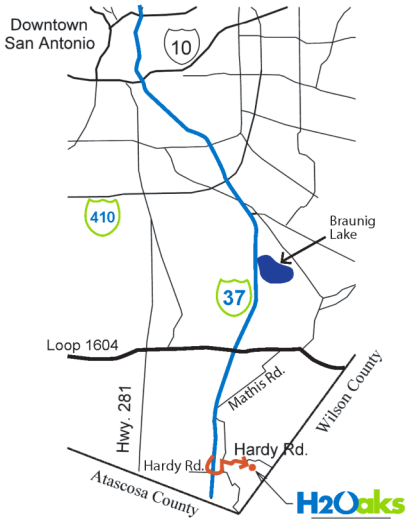 Downtown
San Antonio
10
410
Braunig
Lake
37
Loop 1604
Mathis Rd.
Wilson County
Hwy. 281
Hardy Rd.
Hardy Rd.
Atascosa County
H2Oaks